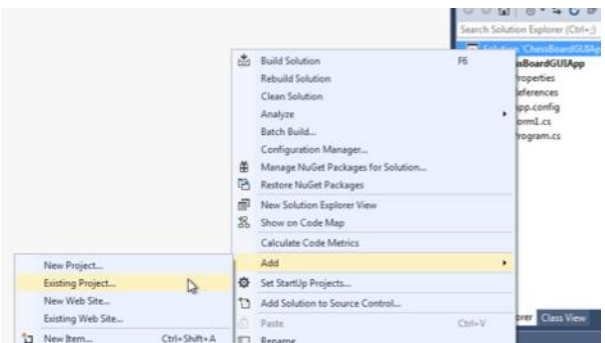 Search Solution Explorer (Ctrl+;)
Solution 'ChessBoardGUIAp
ssBoardGUIApp
roperties
eferences
pp.config
orm1.cs
rogram.cs
Build Solution F6
Rebuild Solution
Clean Solution
Analyze
Batch Build...
Configuration Manager...
Manage NuGet Packages for Solution...
Restore NuGet Packages
New Solution Explorer View
Show on Code Map
Calculate Code Metrics
Add
Set StartUp Projects...
Add Solution to Source Control...
Paste Ctrl+V
Rename
New Project...
Existing Project...
New Web Site...
Existing Web Site...
New Item... Ctrl+Shift+A
orer Class View